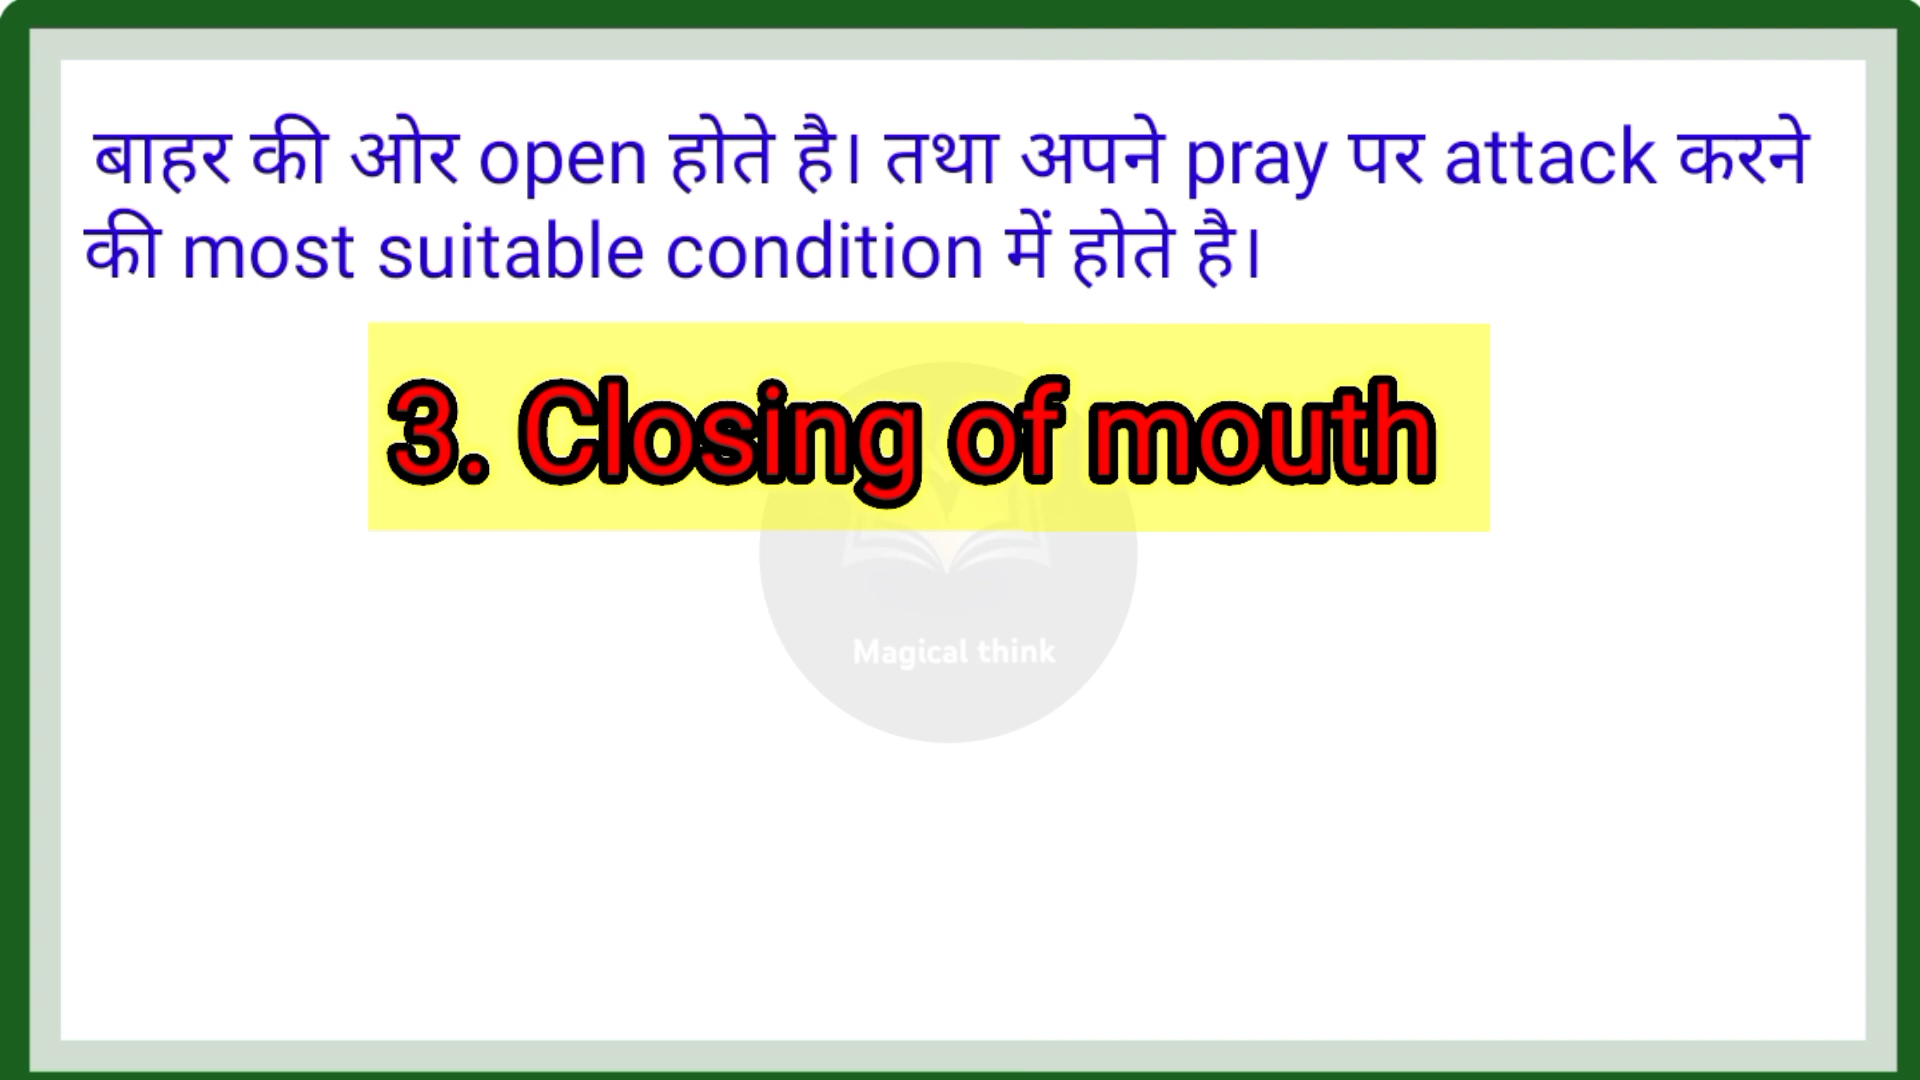 बाहर की ओर open होते है। तथा अपने pray पर attack करने
की most suitable condition में होते है।
3. Closing of mouth
Magical think